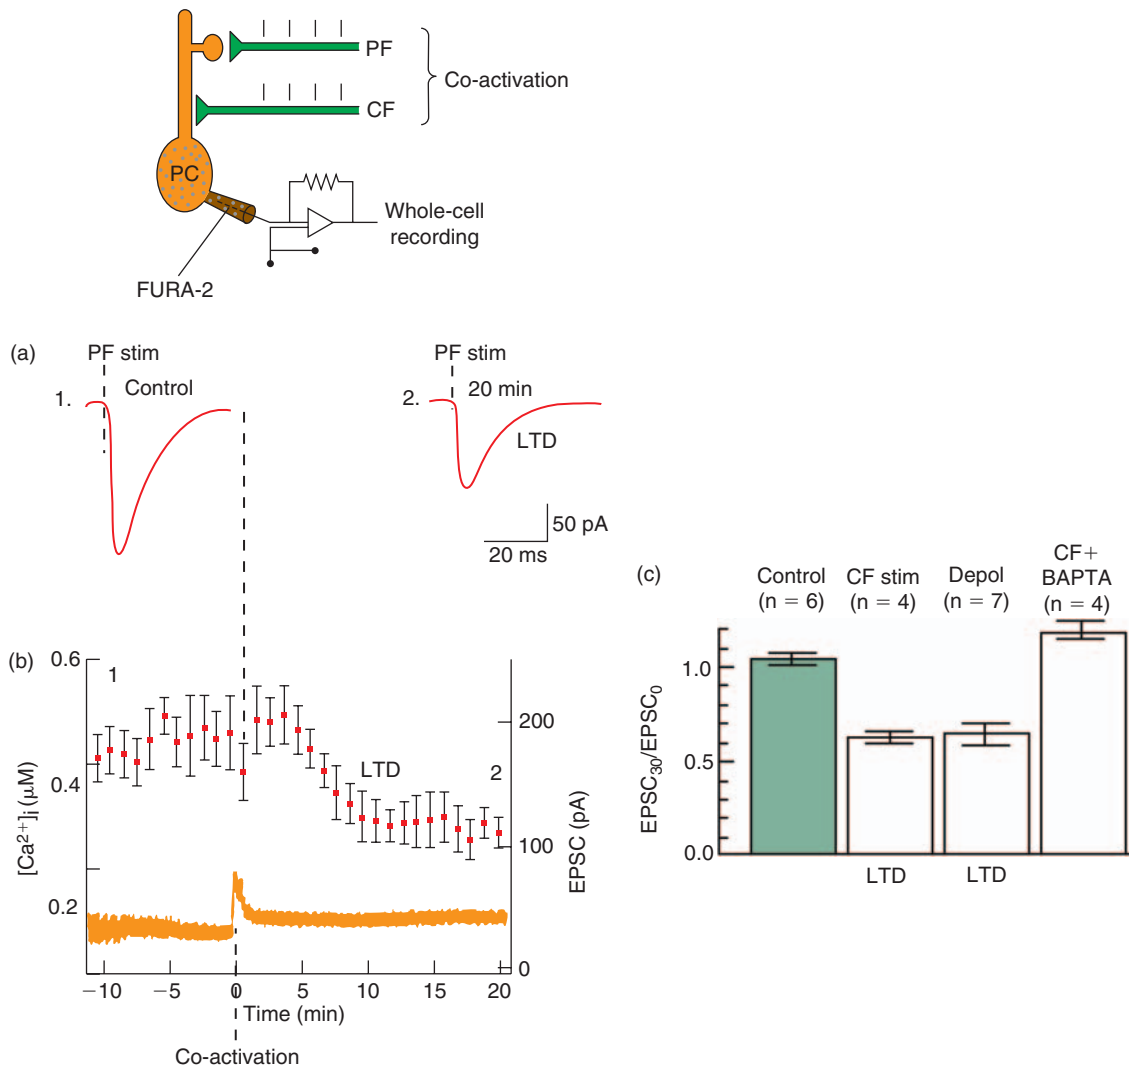 PF
Co-activation
CF
PC
Whole-cell
recording
FURA-2
(a)
PF stim
Control
1.
PF stim
20 min
2.
LTD
50 pA
20 ms
(b)
0.6
0.4
0.2
[Ca²⁺]i (μM)
1
LTD
2
200
100
0
EPSC (pA)
−10
−5
0
5
10
15
20
Time (min)
Co-activation
(c)
Control
(n = 6)
CF stim
(n = 4)
Depol
(n = 7)
CF+
BAPTA
(n = 4)
1.0
0.5
0.0
EPSC₃₀/EPSC₀
LTD
LTD